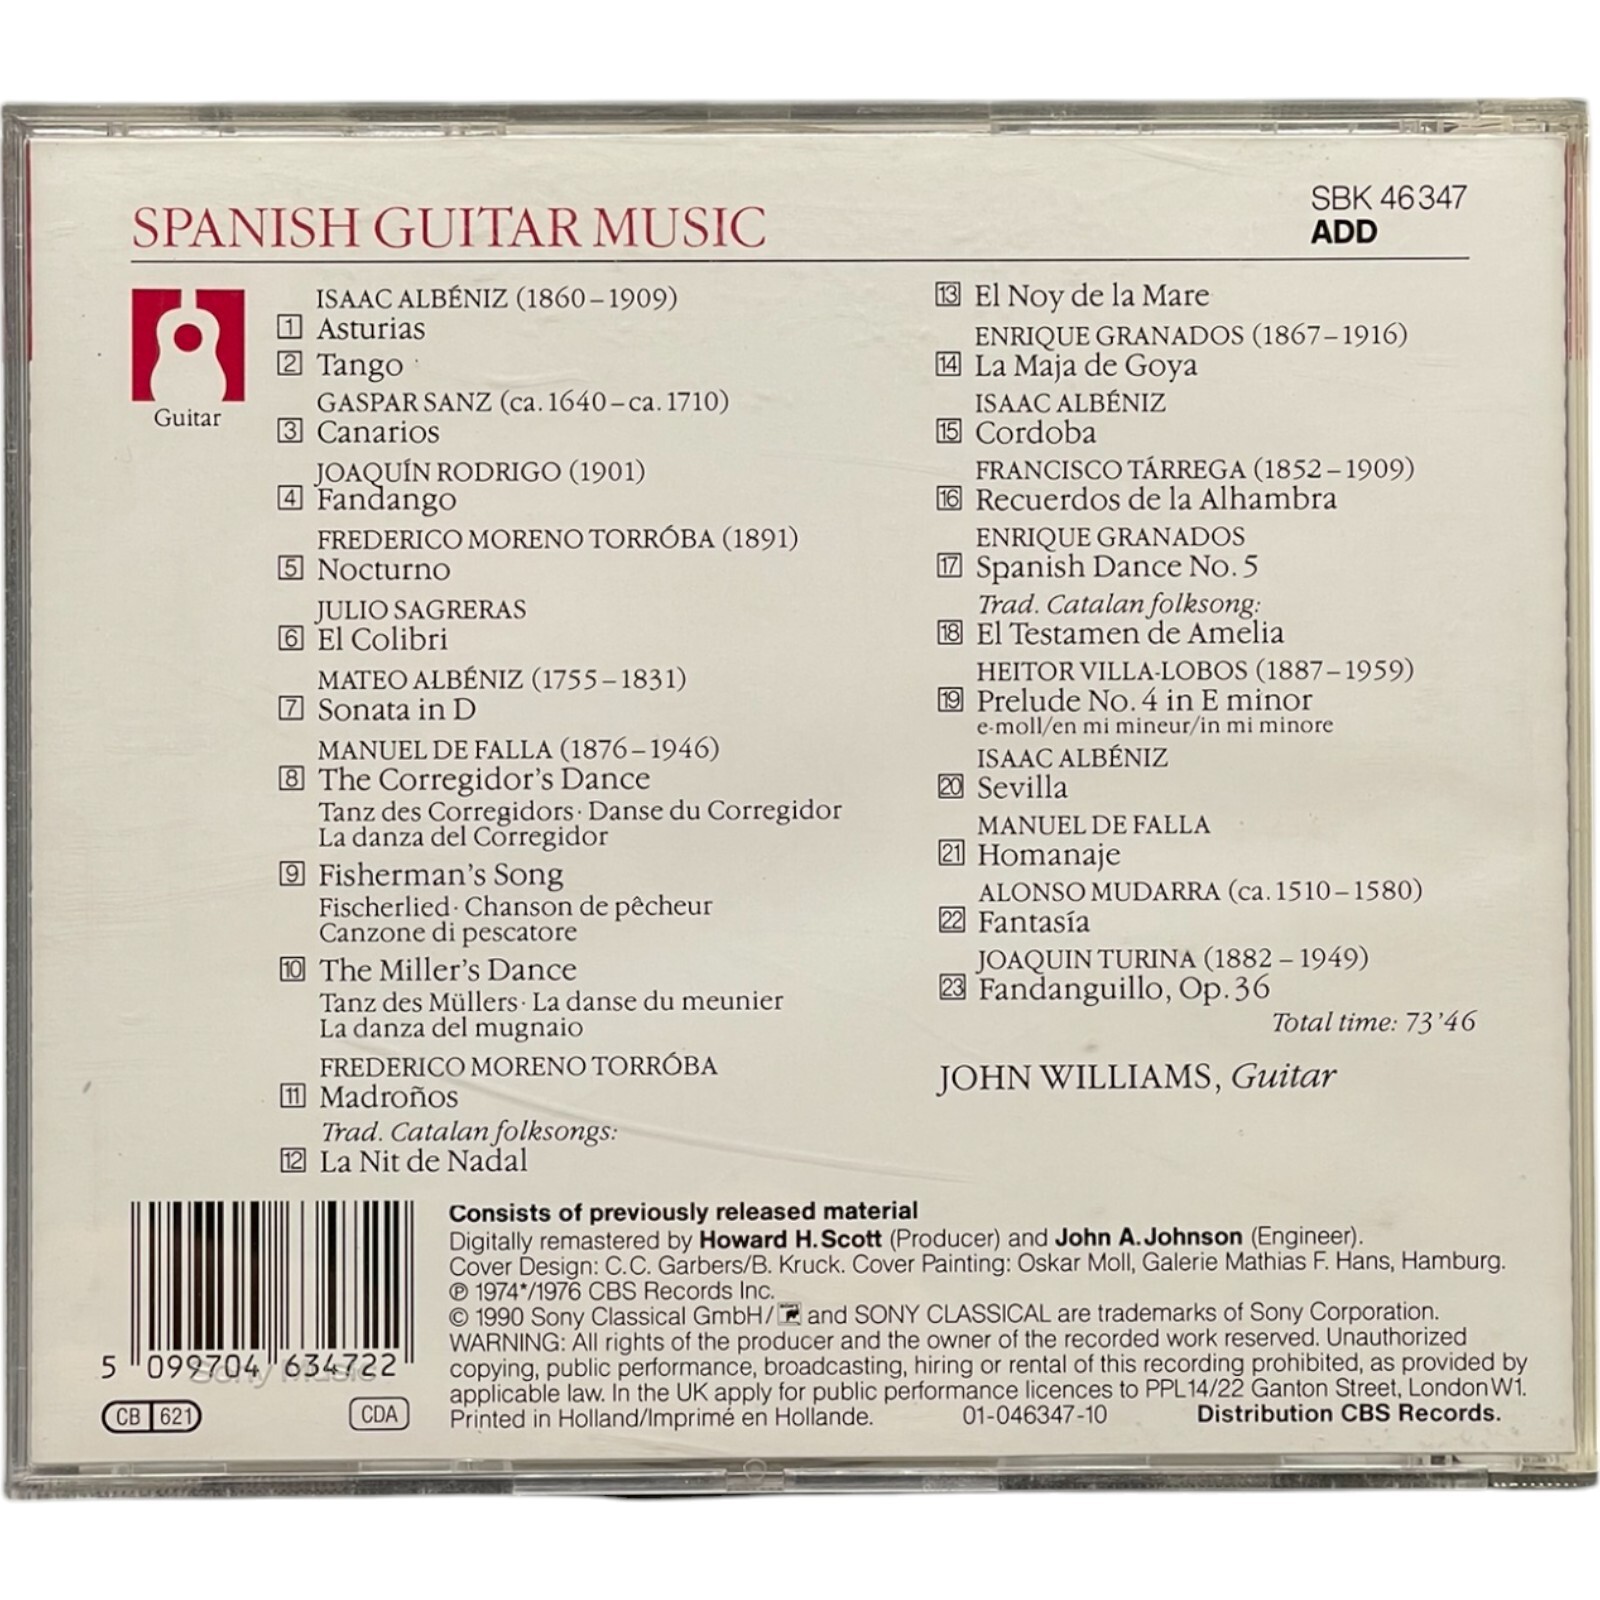 SPANISH GUITAR MUSIC
SBK 46347
ADD
Guitar
ISAAC ALBÉNIZ (1860–1909)
1 Asturias
2 Tango
GASPAR SANZ (ca. 1640–ca. 1710)
3 Canarios
JOAQUÍN RODRIGO (1901)
4 Fandango
FREDERICO MORENO TORRÓBA (1891)
5 Nocturno
JULIO SAGRERAS
6 El Colibri
MATEO ALBÉNIZ (1755–1831)
7 Sonata in D
MANUEL DE FALLA (1876–1946)
8 The Corregidor's Dance
Tanz des Corregidors · Danse du Corregidor
La danza del Corregidor
9 Fisherman's Song
Fischerlied · Chanson de pêcheur
Canzone di pescatore
10 The Miller's Dance
Tanz des Müllers · La danse du meunier
La danza del mugnaio
FREDERICO MORENO TORRÓBA
11 Madroños
Trad. Catalan folksongs:
12 La Nit de Nadal
13 El Noy de la Mare
ENRIQUE GRANADOS (1867–1916)
14 La Maja de Goya
ISAAC ALBÉNIZ
15 Cordoba
FRANCISCO TÁRREGA (1852–1909)
16 Recuerdos de la Alhambra
ENRIQUE GRANADOS
17 Spanish Dance No. 5
Trad. Catalan folksong:
18 El Testamen de Amelia
HEITOR VILLA-LOBOS (1887–1959)
19 Prelude No. 4 in E minor
e-moll/en mi mineur/in mi minore
ISAAC ALBÉNIZ
20 Sevilla
MANUEL DE FALLA
21 Homanaje
ALONSO MUDARRA (ca. 1510–1580)
22 Fantasía
JOAQUIN TURINA (1882–1949)
23 Fandanguillo, Op. 36
Total time: 73'46
JOHN WILLIAMS, Guitar
Consists of previously released material
Digitally remastered by Howard H. Scott (Producer) and John A. Johnson (Engineer).
Cover Design: C.C. Garbers/B. Kruck. Cover Painting: Oskar Moll, Galerie Mathias F. Hans, Hamburg.
℗ 1974*/1976 CBS Records Inc.
© 1990 Sony Classical GmbH/ and SONY CLASSICAL are trademarks of Sony Corporation.
WARNING: All rights of the producer and the owner of the recorded work reserved. Unauthorized
copying, public performance, broadcasting, hiring or rental of this recording prohibited, as provided by
applicable law. In the UK apply for public performance licences to PPL 14/22 Ganton Street, London W1.
Printed in Holland/Imprimé en Hollande. 01-046347-10 Distribution CBS Records.
5 099704 634722
Sony Music
CB 621
CDA